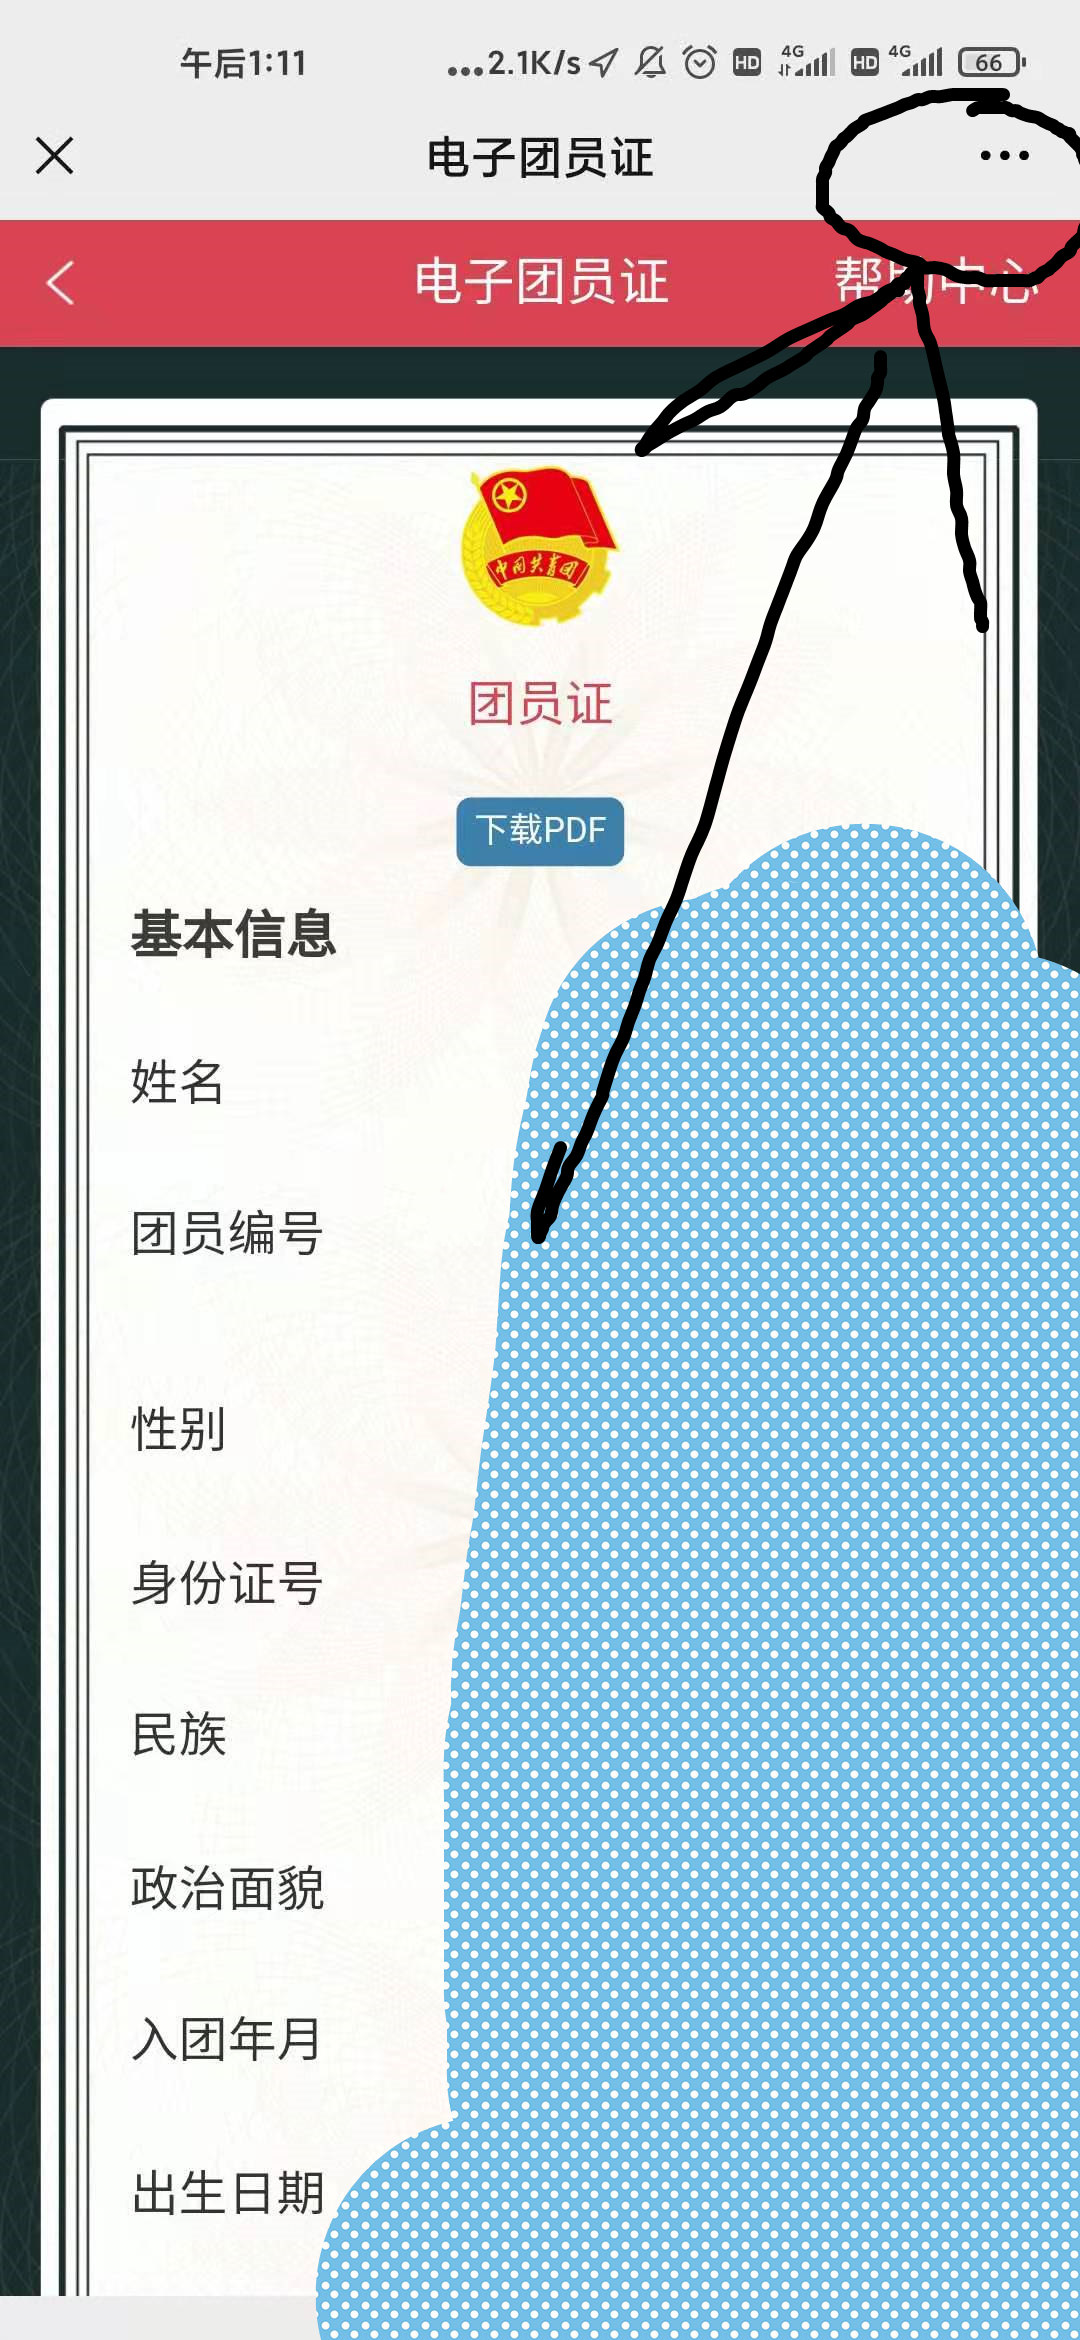 午后1:11
...2.1K/s HD 4G HD 4G 66
电子团员证
电子团员证 帮助中心
中国共青团
团员证
下载PDF
基本信息
姓名
团员编号
性别
身份证号
民族
政治面貌
入团年月
出生日期